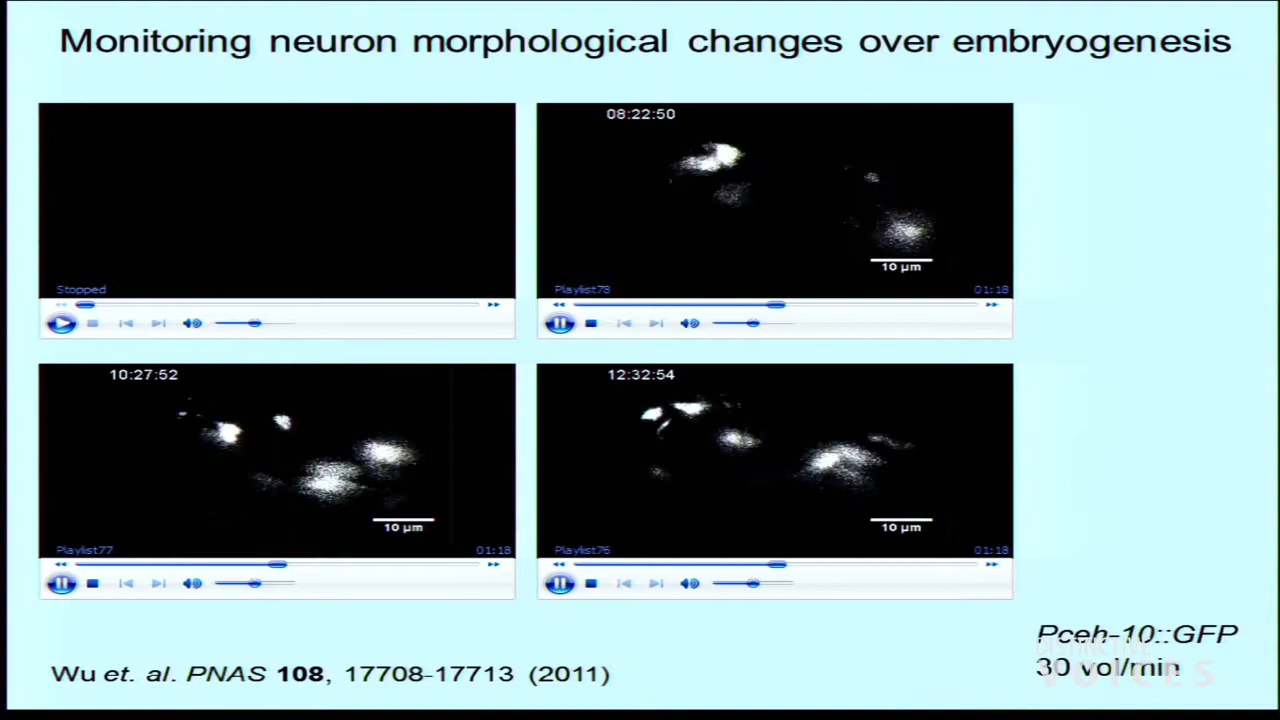 Monitoring neuron morphological changes over embryogenesis
Stopped
08:22:50
10 µm
Playlist78 01:18
10:27:52
10 µm
Playlist77 01:18
12:32:54
10 µm
Playlist76 01:18
Pceh-10::GFP
DISTINCTIVE
30 vol/min
VOICES
Wu et. al. PNAS 108, 17708-17713 (2011)